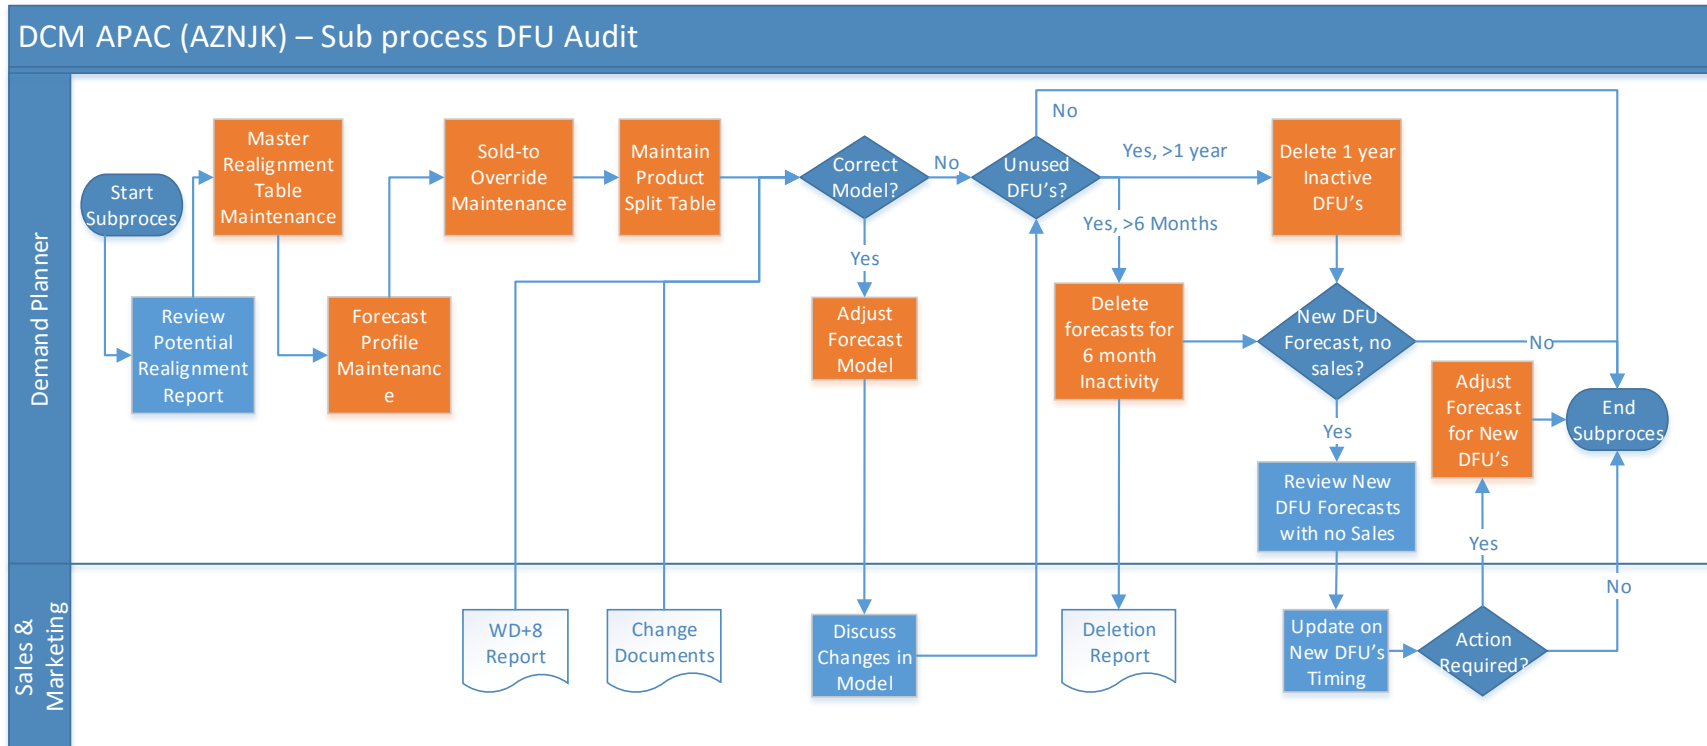 DCM APAC (AZNJK) – Sub process DFU Audit
Demand Planner
Start
Subproces
Review
Potential
Realignment
Report
Master
Realignment
Table
Maintenance
Forecast
Profile
Maintenanc
e
Sold-to
Override
Maintenance
Maintain
Product
Split Table
Correct
Model?
No
Yes
Adjust
Forecast
Model
Unused
DFU's?
No
Yes, >1 year
Yes, >6 Months
Delete 1 year
Inactive
DFU's
Delete
forecasts for
6 month
Inactivity
New DFU
Forecast, no
sales?
No
Yes
Review New
DFU Forecasts
with no Sales
Adjust
Forecast
for New
DFU's
End
Subproces
Yes
No
Sales &
Marketing
WD+8
Report
Change
Documents
Discuss
Changes in
Model
Deletion
Report
Update on
New DFU's
Timing
Action
Required?